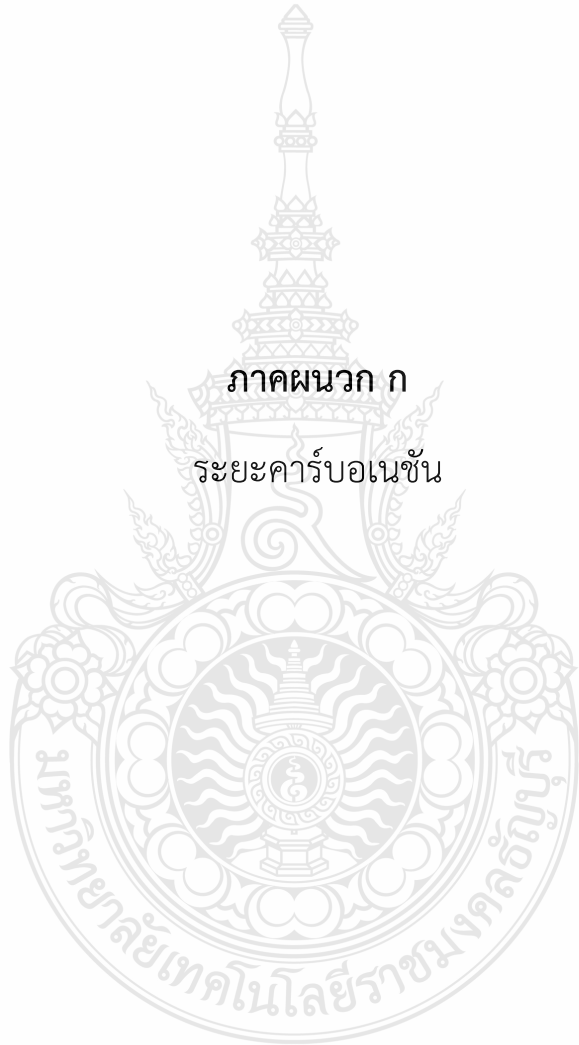 ภาคผนวก ก
ระยะคาร์บอเนชัน
มหาวิทยาลัยเทคโนโลยีราชมงคลธัญบุรี